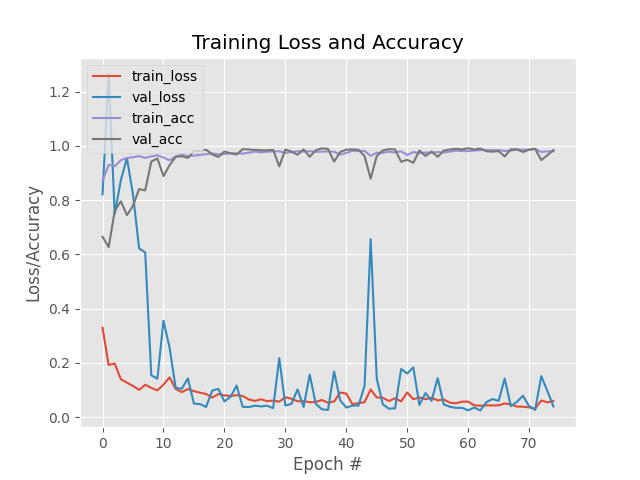 Training Loss and Accuracy
train_loss
val_loss
train_acc
val_acc
Loss/Accuracy
1.2
1.0
0.8
0.6
0.4
0.2
0.0
0 10 20 30 40 50 60 70
Epoch #